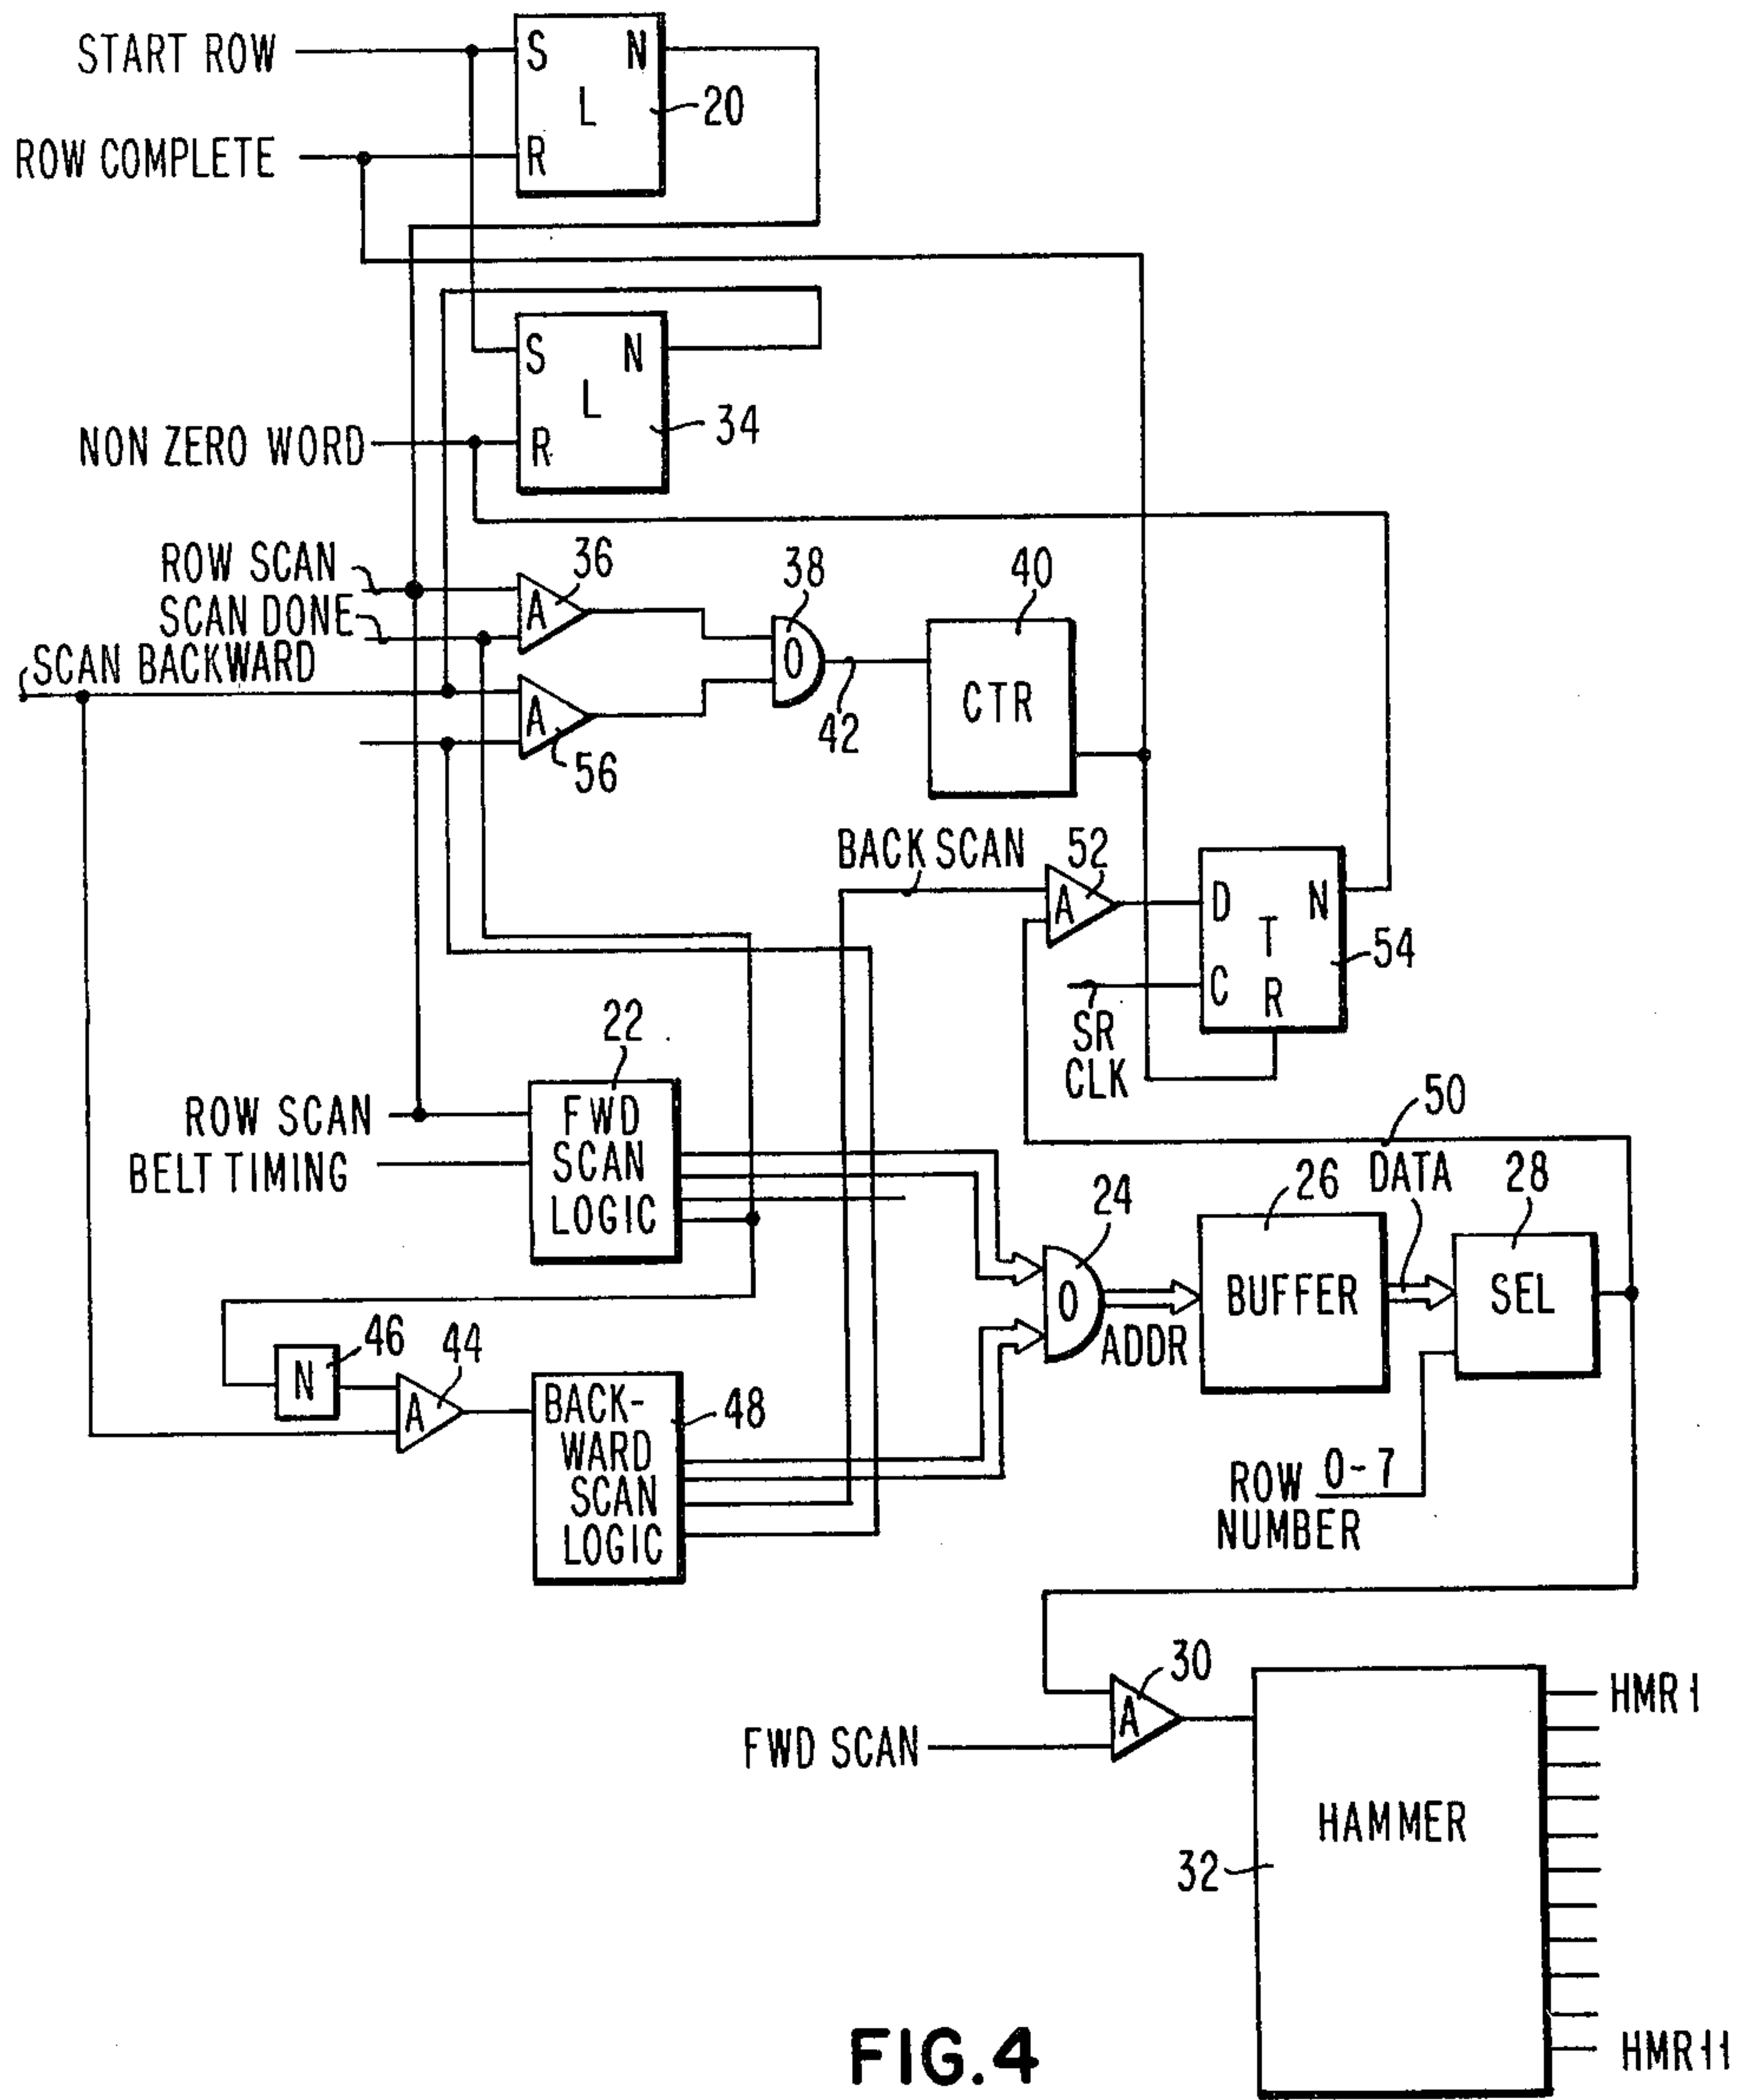 START ROW
S N
L
20
ROW COMPLETE
R
S N
L
34
NON ZERO WORD
R
ROW SCAN
36
38
40
SCAN DONE
A
SCAN BACKWARD
O
CTR
A
42
56
BACK SCAN
52
A
D N
T
54
C R
SR
CLK
22
ROW SCAN
FWD
SCAN
LOGIC
BELT TIMING
50
DATA
24
26
28
O
BUFFER
SEL
ADDR
46
44
N
A
BACK-
WARD
SCAN
LOGIC
48
ROW 0-7
NUMBER
30
A
FWD SCAN
HMR 1
HAMMER
32
HMR 11
FIG.4